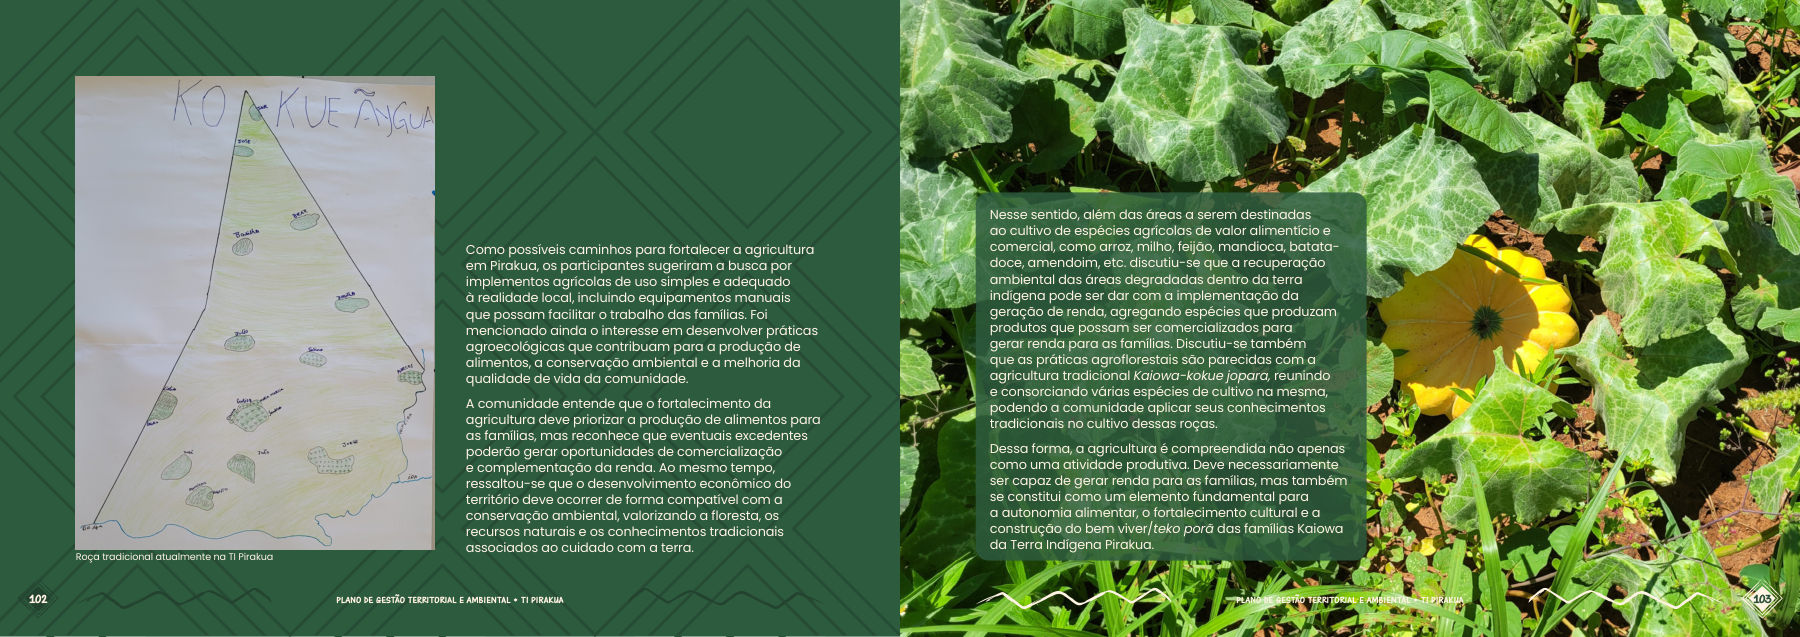 KOKUE ÃNGUA
JOSÉ
Como possíveis caminhos para fortalecer a agricultura
em Pirakua, os participantes sugeriram a busca por
implementos agrícolas de uso simples e adequado
à realidade local, incluindo equipamentos manuais
que possam facilitar o trabalho das famílias. Foi
mencionado ainda o interesse em desenvolver práticas
agroecológicas que contribuam para a produção de
alimentos, a conservação ambiental e a melhoria da
qualidade de vida da comunidade.
A comunidade entende que o fortalecimento da
agricultura deve priorizar a produção de alimentos para
as famílias, mas reconhece que eventuais excedentes
poderão gerar oportunidades de comercialização
e complementação da renda. Ao mesmo tempo,
ressaltou-se que o desenvolvimento econômico do
território deve ocorrer de forma compatível com a
conservação ambiental, valorizando a floresta, os
recursos naturais e os conhecimentos tradicionais
associados ao cuidado com a terra.
Roça tradicional atualmente na TI Pirakua
102
PLANO DE GESTÃO TERRITORIAL E AMBIENTAL • TI PIRAKUA
Nesse sentido, além das áreas a serem destinadas
ao cultivo de espécies agrícolas de valor alimentício e
comercial, como arroz, milho, feijão, mandioca, batata-
doce, amendoim, etc. discutiu-se que a recuperação
ambiental das áreas degradadas dentro da terra
indígena pode ser dar com a implementação da
geração de renda, agregando espécies que produzam
produtos que possam ser comercializados para
gerar renda para as famílias. Discutiu-se também
que as práticas agroflorestais são parecidas com a
agricultura tradicional Kaiowa-kokue jopara, reunindo
e consorciando várias espécies de cultivo na mesma,
podendo a comunidade aplicar seus conhecimentos
tradicionais no cultivo dessas roças.
Dessa forma, a agricultura é compreendida não apenas
como uma atividade produtiva. Deve necessariamente
ser capaz de gerar renda para as famílias, mas também
se constitui como um elemento fundamental para
a autonomia alimentar, o fortalecimento cultural e a
construção do bem viver/teko porã das famílias Kaiowa
da Terra Indígena Pirakua.
PLANO DE GESTÃO TERRITORIAL E AMBIENTAL • TI PIRAKUA
103